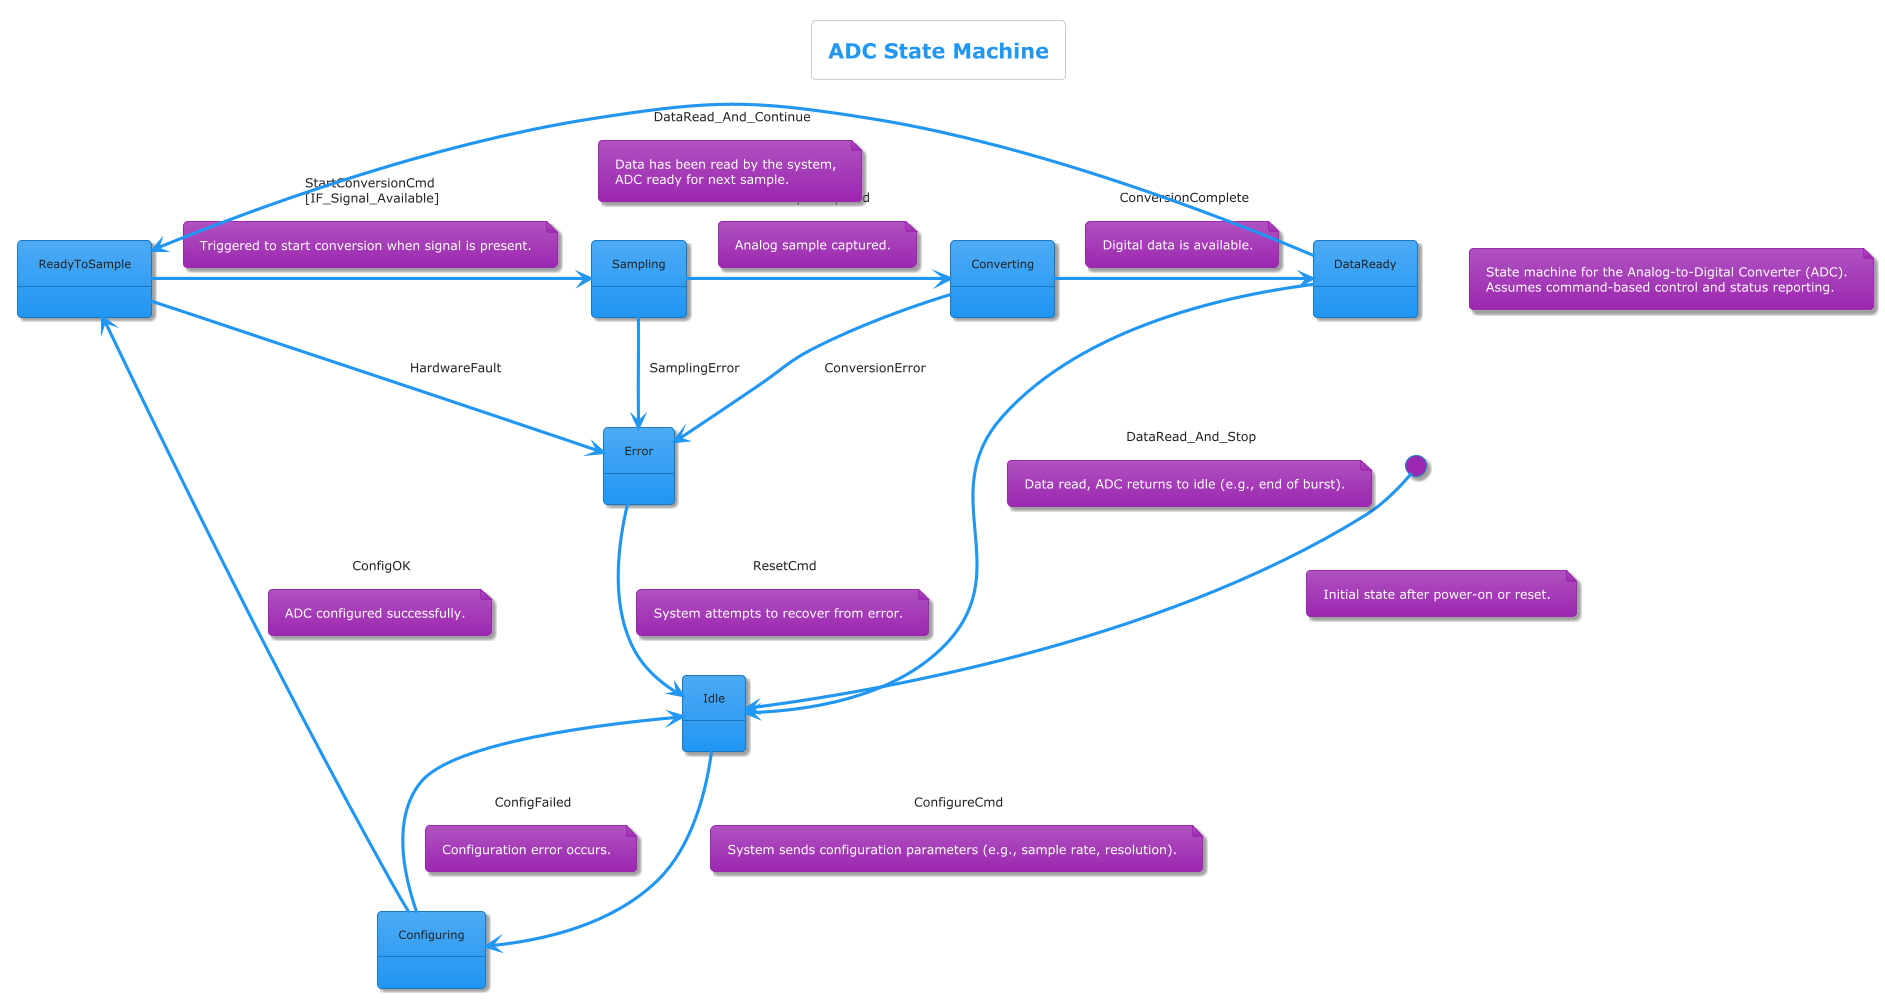 ADC State Machine
DataRead_And_Continue
Data has been read by the system,
ADC ready for next sample.
StartConversionCmd
[IF_Signal_Available]
Triggered to start conversion when signal is present.
Analog sample captured.
ConversionComplete
Digital data is available.
ReadyToSample
Sampling
Converting
DataReady
State machine for the Analog-to-Digital Converter (ADC).
Assumes command-based control and status reporting.
HardwareFault
SamplingError
ConversionError
Error
DataRead_And_Stop
Data read, ADC returns to idle (e.g., end of burst).
ConfigOK
ADC configured successfully.
ResetCmd
System attempts to recover from error.
Initial state after power-on or reset.
Idle
ConfigFailed
Configuration error occurs.
ConfigureCmd
System sends configuration parameters (e.g., sample rate, resolution).
Configuring